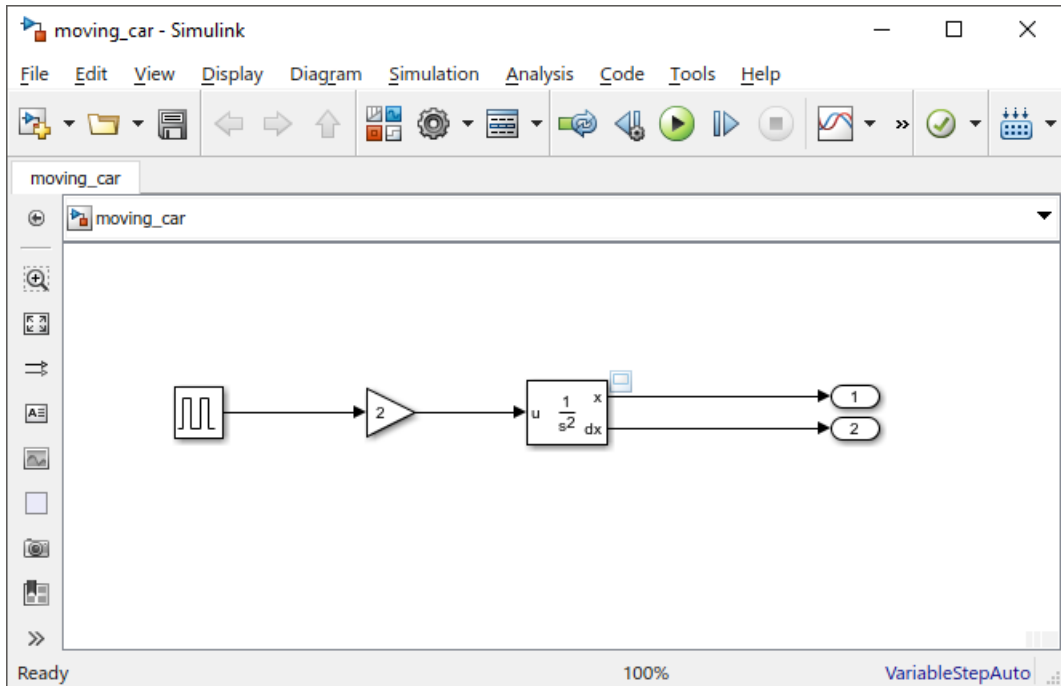 moving_car - Simulink
File Edit View Display Diagram Simulation Analysis Code Tools Help
»
moving_car
moving_car
A
2
u 1 x
s2 dx
1
2
»
Ready 100% VariableStepAuto